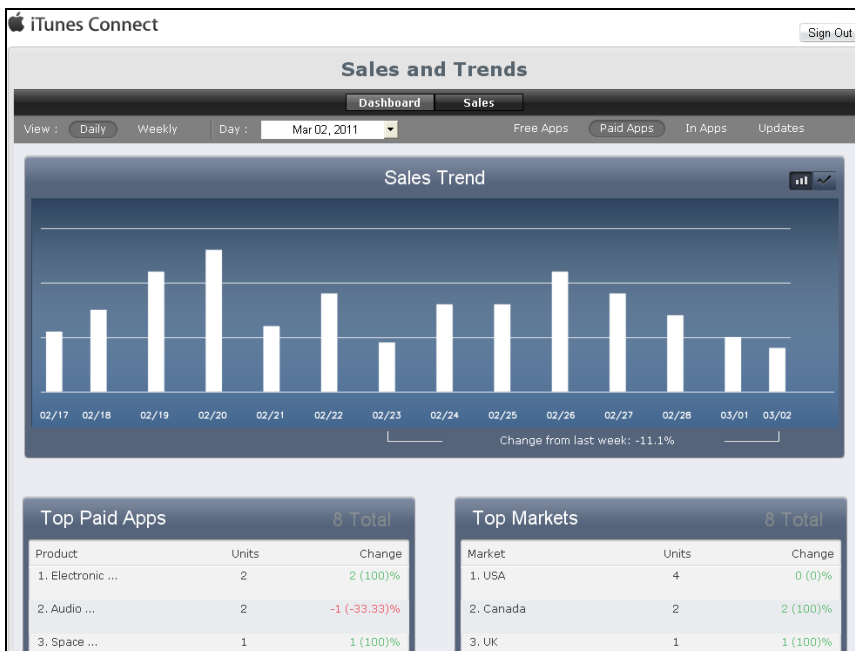 iTunes Connect
Sign Out
Sales and Trends
Dashboard Sales
View : Daily Weekly Day : Mar 02, 2011 Free Apps Paid Apps In Apps Updates
Sales Trend
02/17 02/18 02/19 02/20 02/21 02/22 02/23 02/24 02/25 02/26 02/27 02/28 03/01 03/02
Change from last week: -11.1%
Top Paid Apps 8 Total
Product Units Change
1. Electronic ... 2 2 (100)%
2. Audio ... 2 -1 (-33.33)%
3. Space ... 1 1 (100)%
Top Markets 8 Total
Market Units Change
1. USA 4 0 (0)%
2. Canada 2 2 (100)%
3. UK 1 1 (100)%